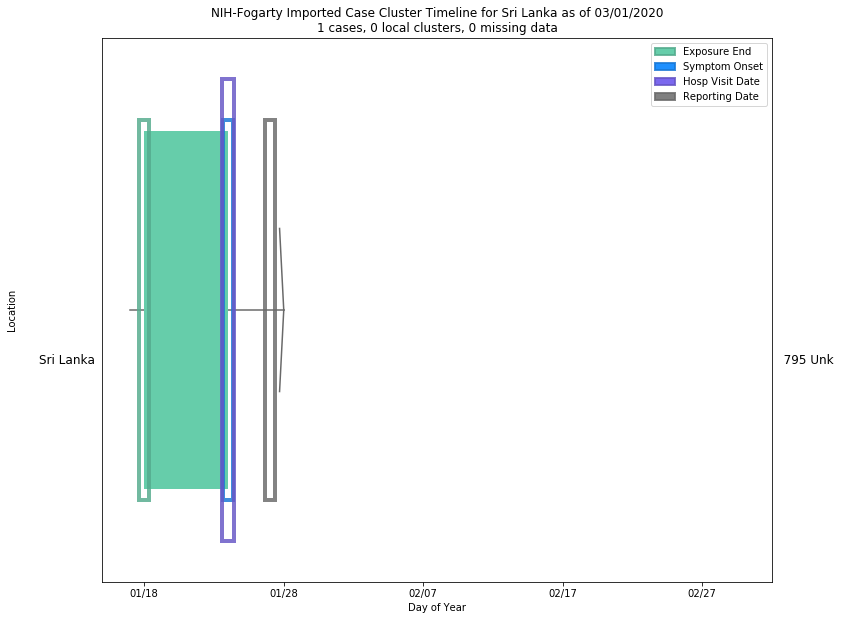 NIH-Fogarty Imported Case Cluster Timeline for Sri Lanka as of 03/01/2020
1 cases, 0 local clusters, 0 missing data
Exposure End
Symptom Onset
Hosp Visit Date
Reporting Date
Location
Sri Lanka
795 Unk
01/18
01/28
02/07
02/17
02/27
Day of Year